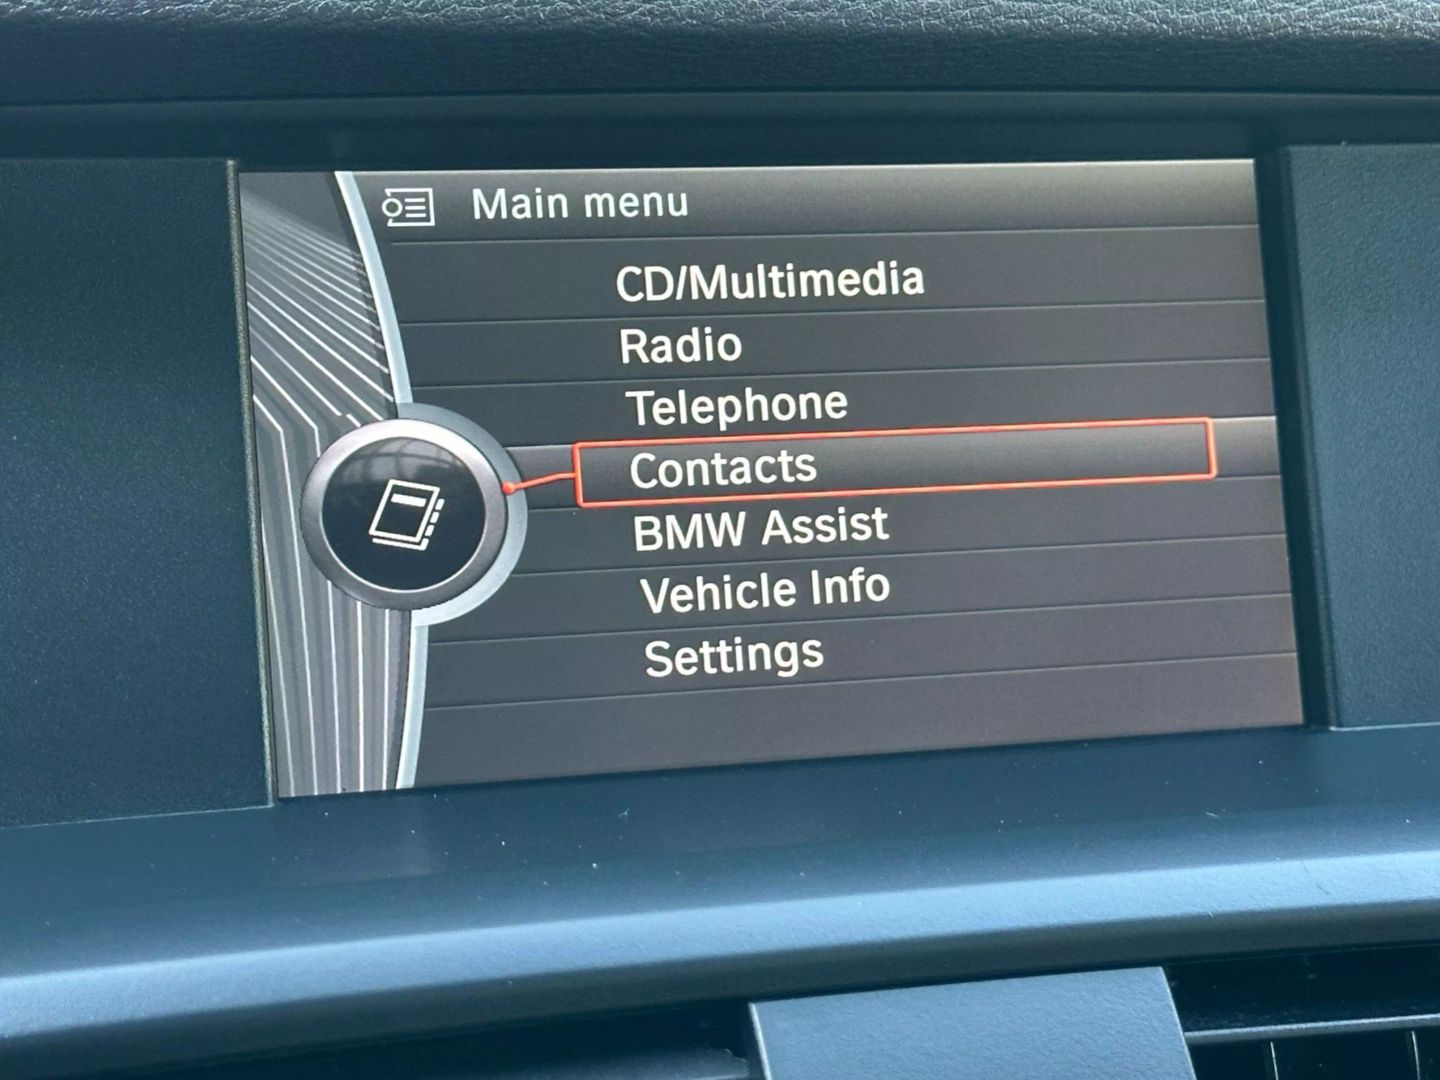 Main menu
CD/Multimedia
Radio
Telephone
Contacts
BMW Assist
Vehicle Info
Settings